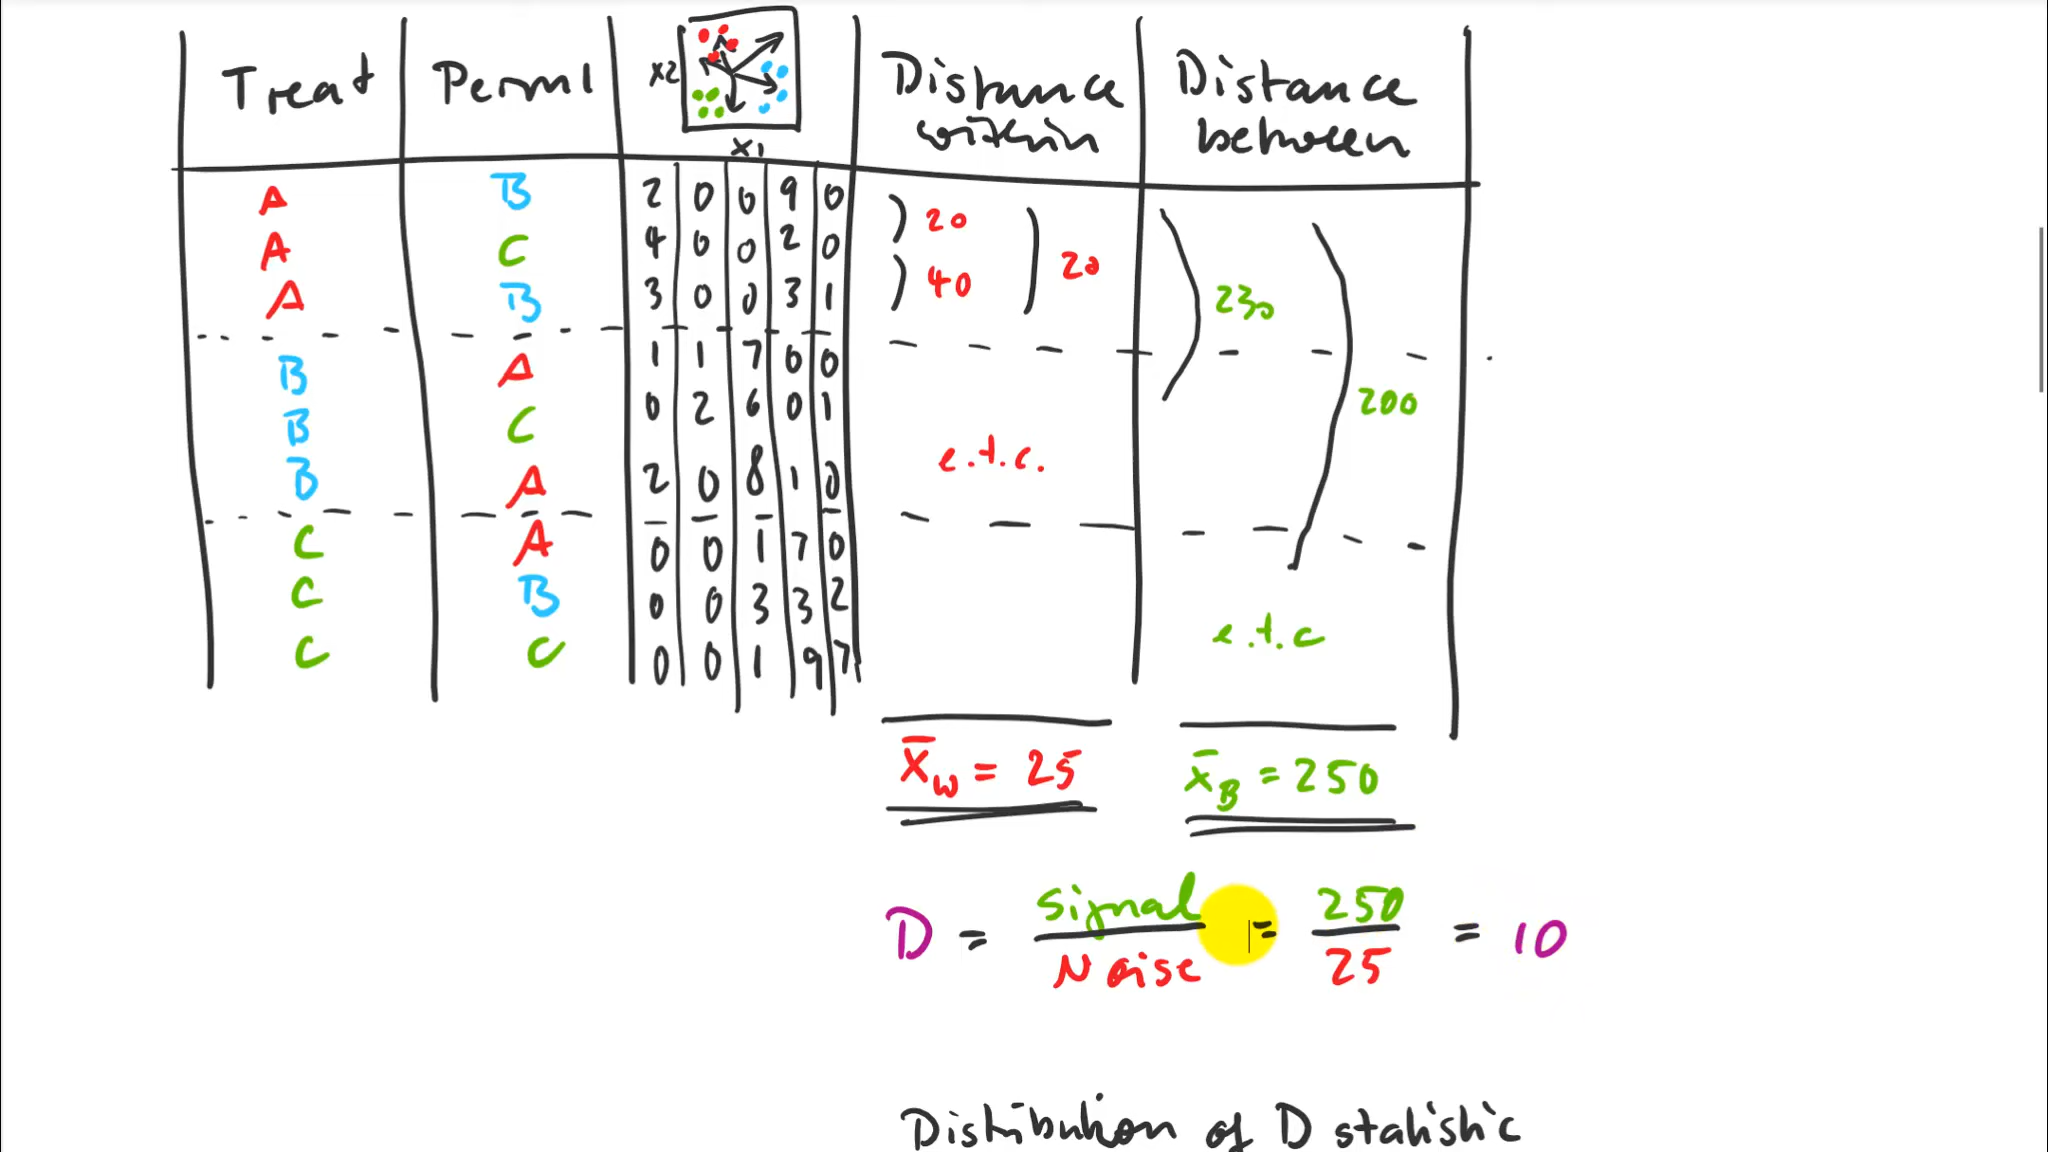 Treat Perm1 x2 x1 Distance within Distance between
A B 2 0 0 9 0 20
A C 4 0 0 2 0 20
A B 3 0 0 3 1 40 230
B A 1 1 7 0 0
B C 0 2 6 0 1 200
B A 2 0 8 1 0 e.t.c.
C A 0 0 1 7 0
C B 0 0 3 3 2 e.t.c
C C 0 0 1 9 7
x̄w = 25 x̄B = 250
D = Signal / Noise = 250 / 25 = 10
Distribution of D statistic